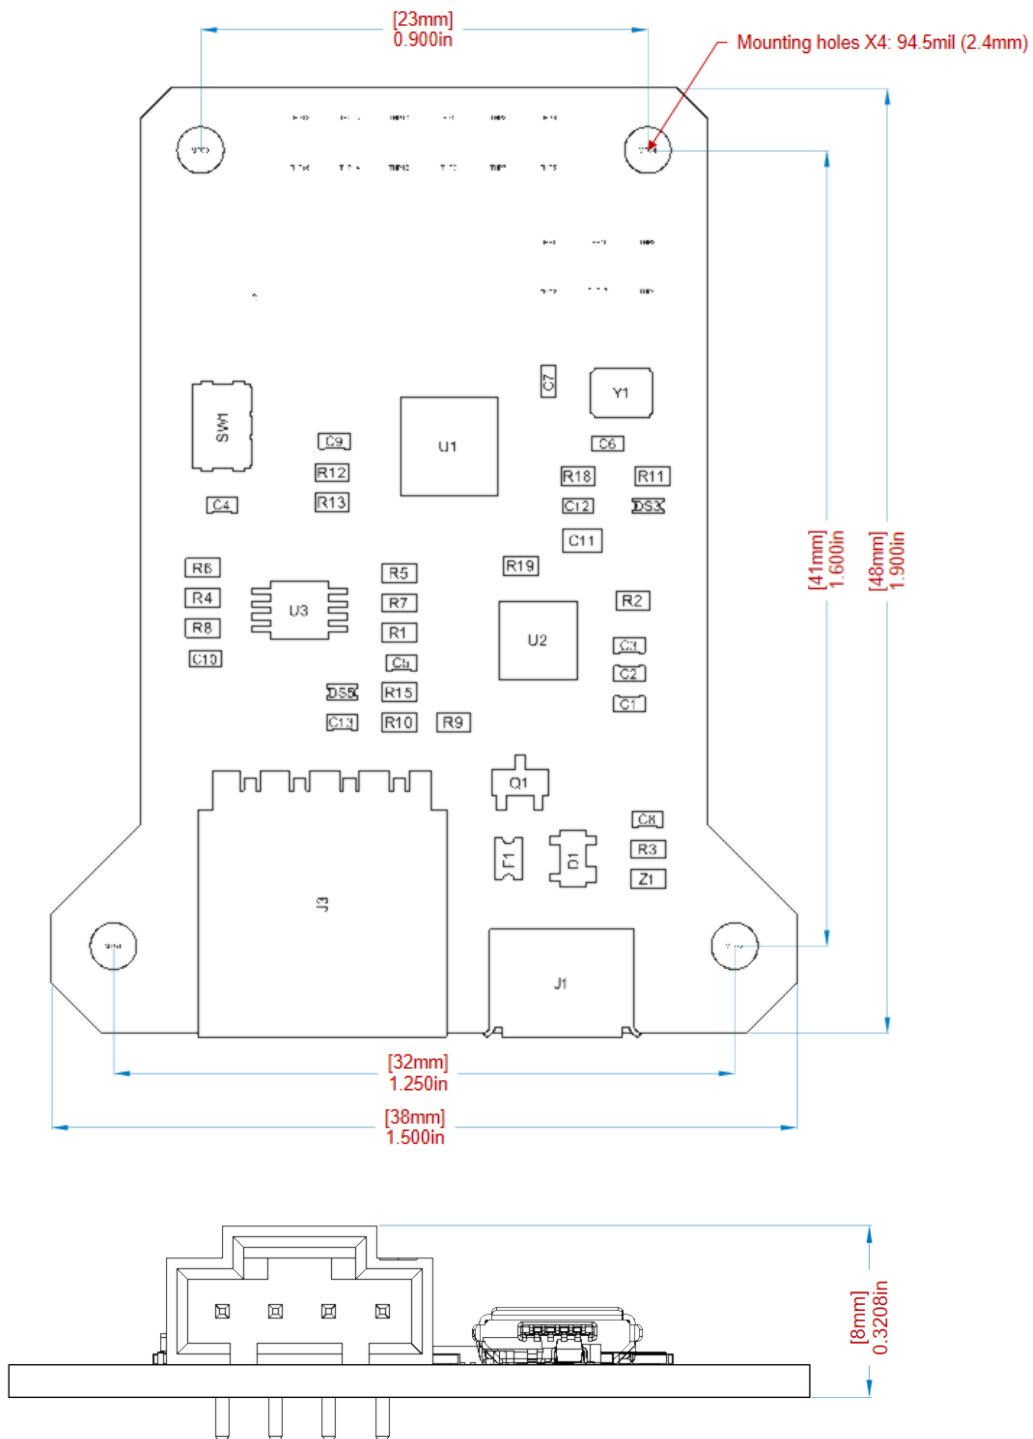 [23mm]
0.900in
Mounting holes X4: 94.5mil (2.4mm)
C7
Y1
SW1
U1
C9
C6
R12
R18
R11
C4
R13
C12
DS3
C11
[41mm]
1.600in
[48mm]
1.900in
R6
R5
R19
R4
U3
R7
R2
R8
R1
U2
C3
C10
C5
C2
DS5
R15
C1
C13
R10
R9
Q1
C8
F1
D1
R3
Z1
J3
J1
[32mm]
1.250in
[38mm]
1.500in
[8mm]
0.3208in